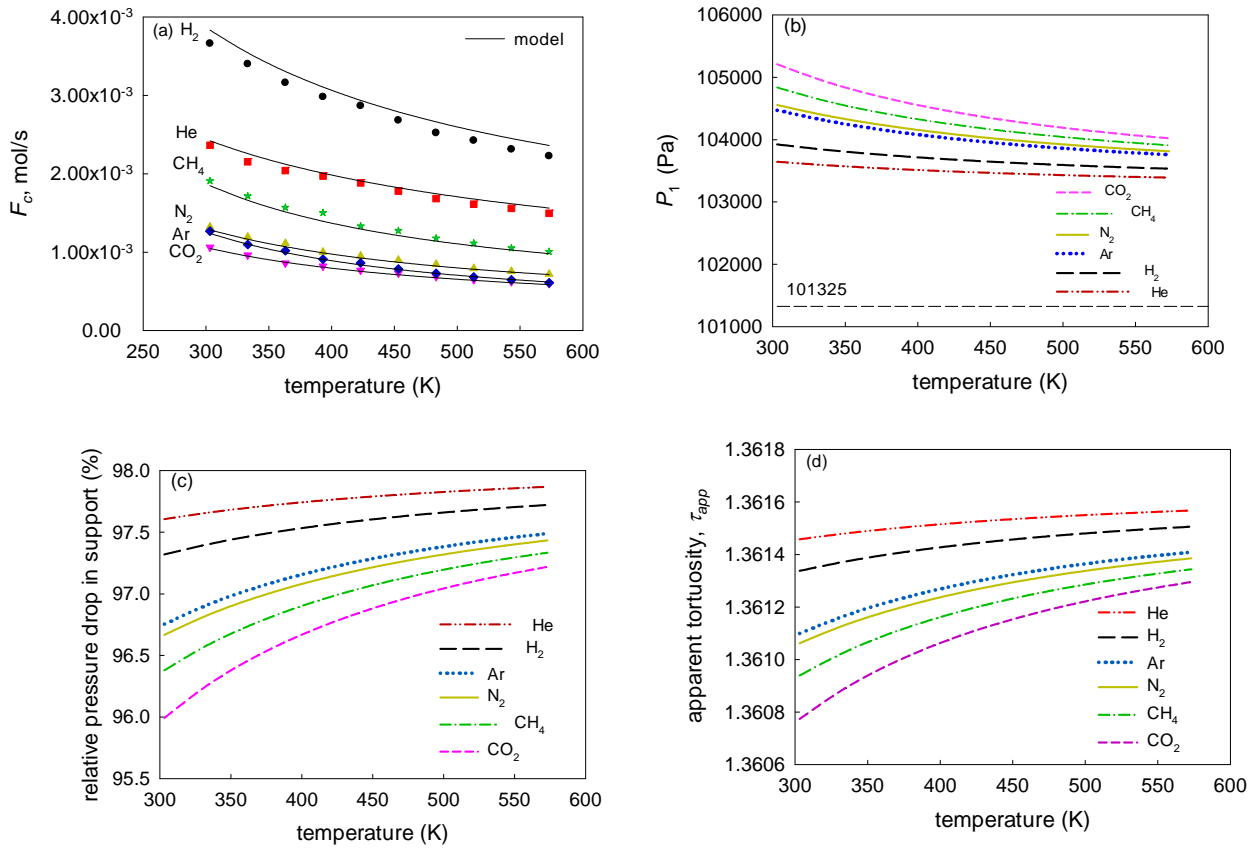 (a)
4.00x10⁻³
3.00x10⁻³
2.00x10⁻³
1.00x10⁻³
0.00
F_c, mol/s
H₂
He
CH₄
N₂
Ar
CO₂
model
250 300 350 400 450 500 550 600
temperature (K)
(b)
106000
105000
104000
103000
102000
101000
P₁ (Pa)
CO₂
CH₄
N₂
Ar
H₂
He
101325
300 350 400 450 500 550 600
temperature (K)
(c)
98.0
97.5
97.0
96.5
96.0
95.5
relative pressure drop in support (%)
He
H₂
Ar
N₂
CH₄
CO₂
300 350 400 450 500 550 600
temperature (K)
(d)
1.3618
1.3616
1.3614
1.3612
1.3610
1.3608
1.3606
apparent tortuosity, τ_app
He
H₂
Ar
N₂
CH₄
CO₂
300 350 400 450 500 550 600
temperature (K)